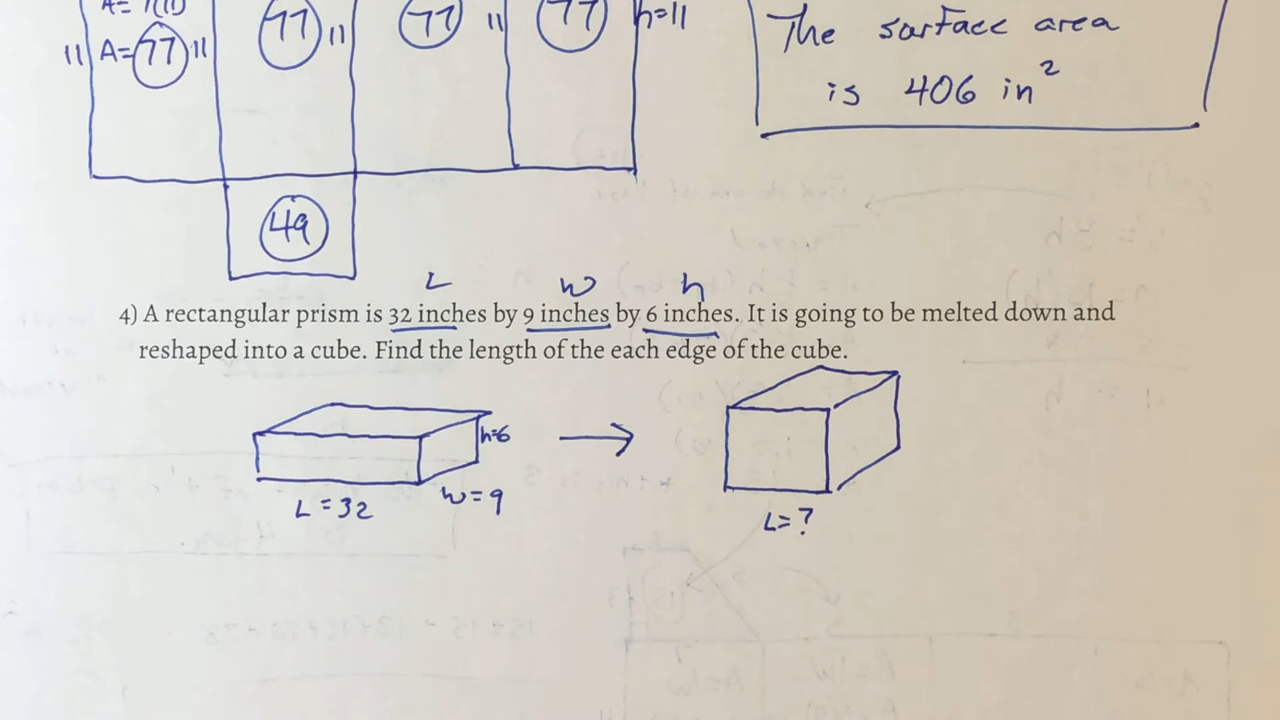 A= 7(11)
11 A=77 11
77 11
77 11
77 h=11
The surface area
is 406 in²
49
L w h
4) A rectangular prism is 32 inches by 9 inches by 6 inches. It is going to be melted down and
reshaped into a cube. Find the length of the each edge of the cube.
h=6
L = 32
w = 9
L= ?